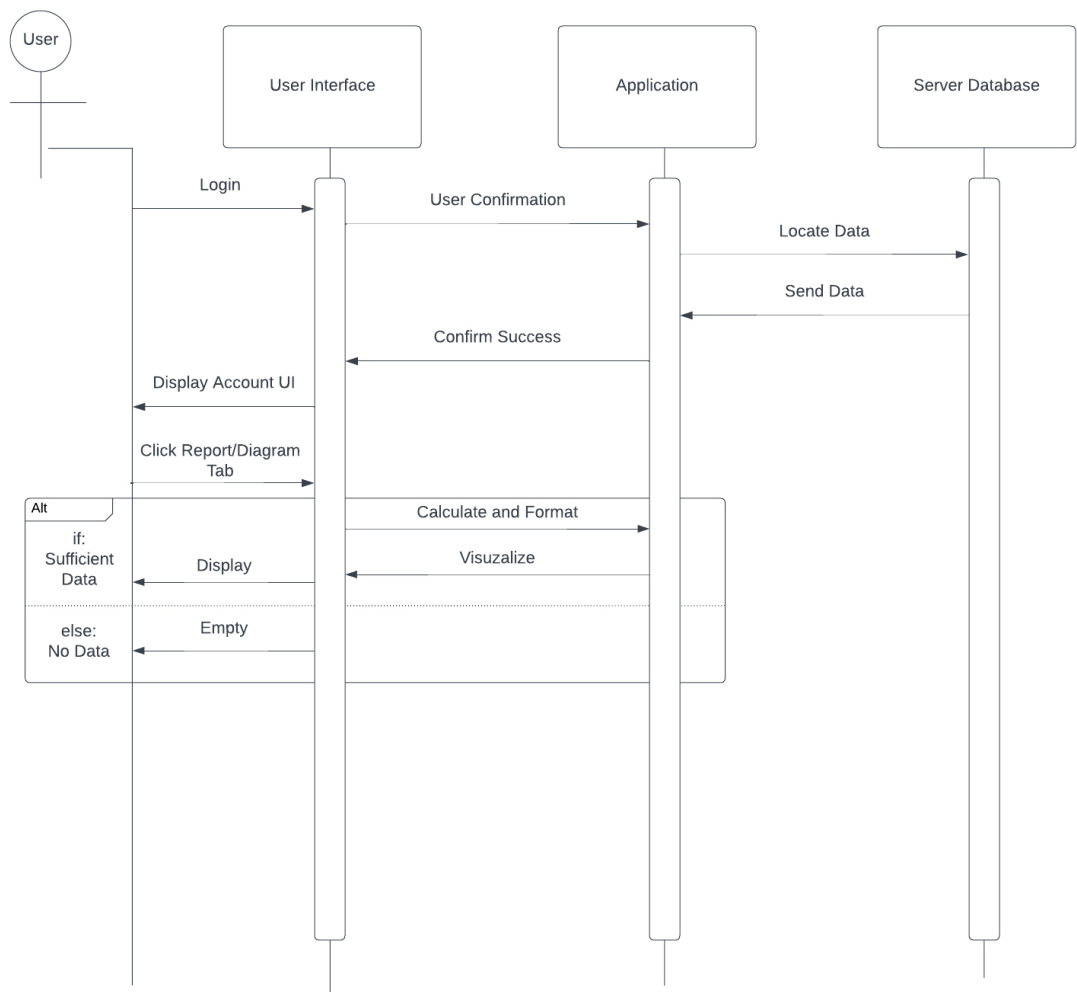 User
User Interface
Application
Server Database
Login
User Confirmation
Locate Data
Send Data
Confirm Success
Display Account UI
Click Report/Diagram
Tab
Alt
Calculate and Format
if:
Sufficient
Data
Visuzalize
Display
else:
No Data
Empty